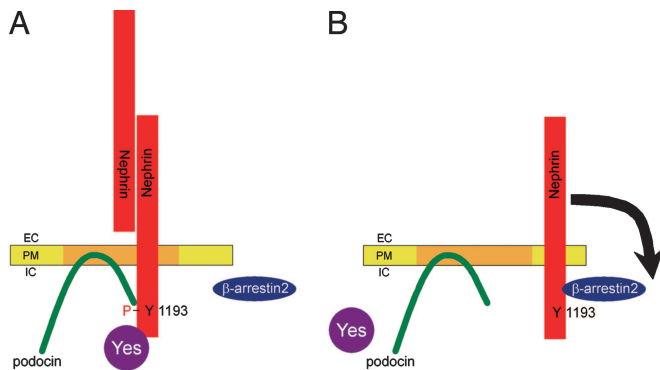 A
Nephrin
Nephrin
EC
PM
IC
β-arrestin2
P- Y 1193
Yes
podocin
B
Nephrin
EC
PM
IC
β-arrestin2
Y 1193
Yes
podocin